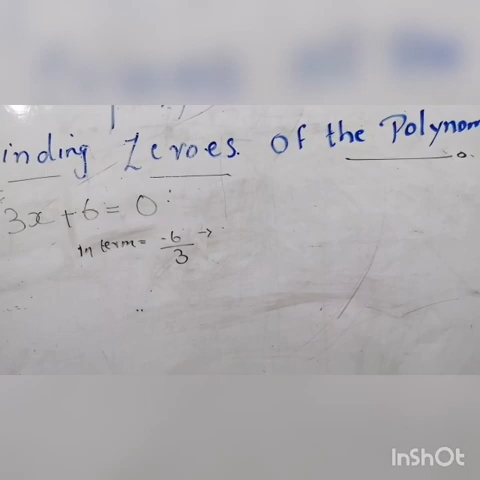 inding Zeroes. Of the Polynom
3x+6=0
In term = -6/3 →
InShOt